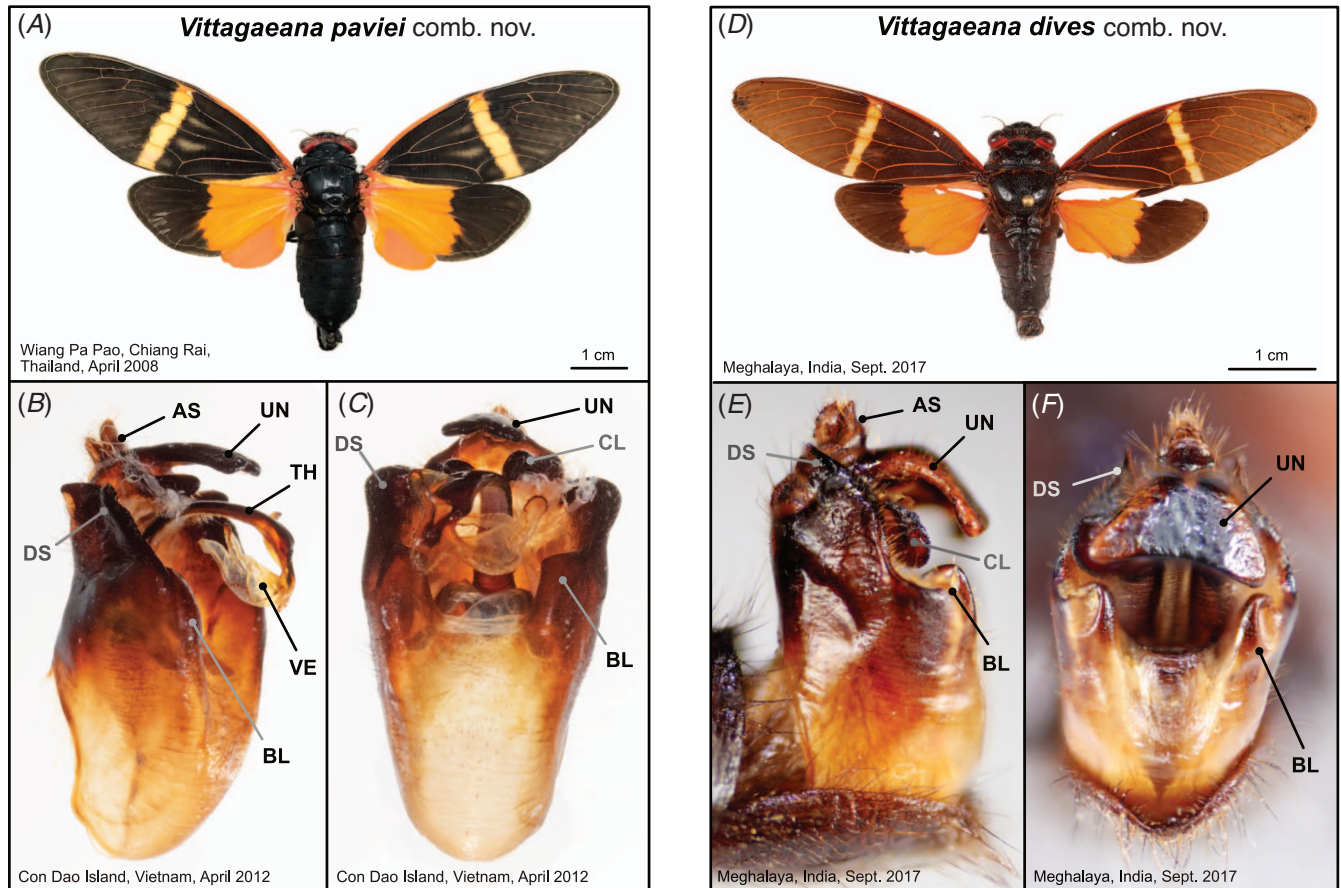 (A)
Vittagaeana paviei comb. nov.
Wiang Pa Pao, Chiang Rai,
Thailand, April 2008
1 cm
(B)
AS
UN
TH
DS
VE
BL
Con Dao Island, Vietnam, April 2012
(C)
UN
DS
CL
BL
Con Dao Island, Vietnam, April 2012
(D)
Vittagaeana dives comb. nov.
Meghalaya, India, Sept. 2017
1 cm
(E)
AS
UN
DS
CL
BL
Meghalaya, India, Sept. 2017
(F)
DS
UN
BL
Meghalaya, India, Sept. 2017